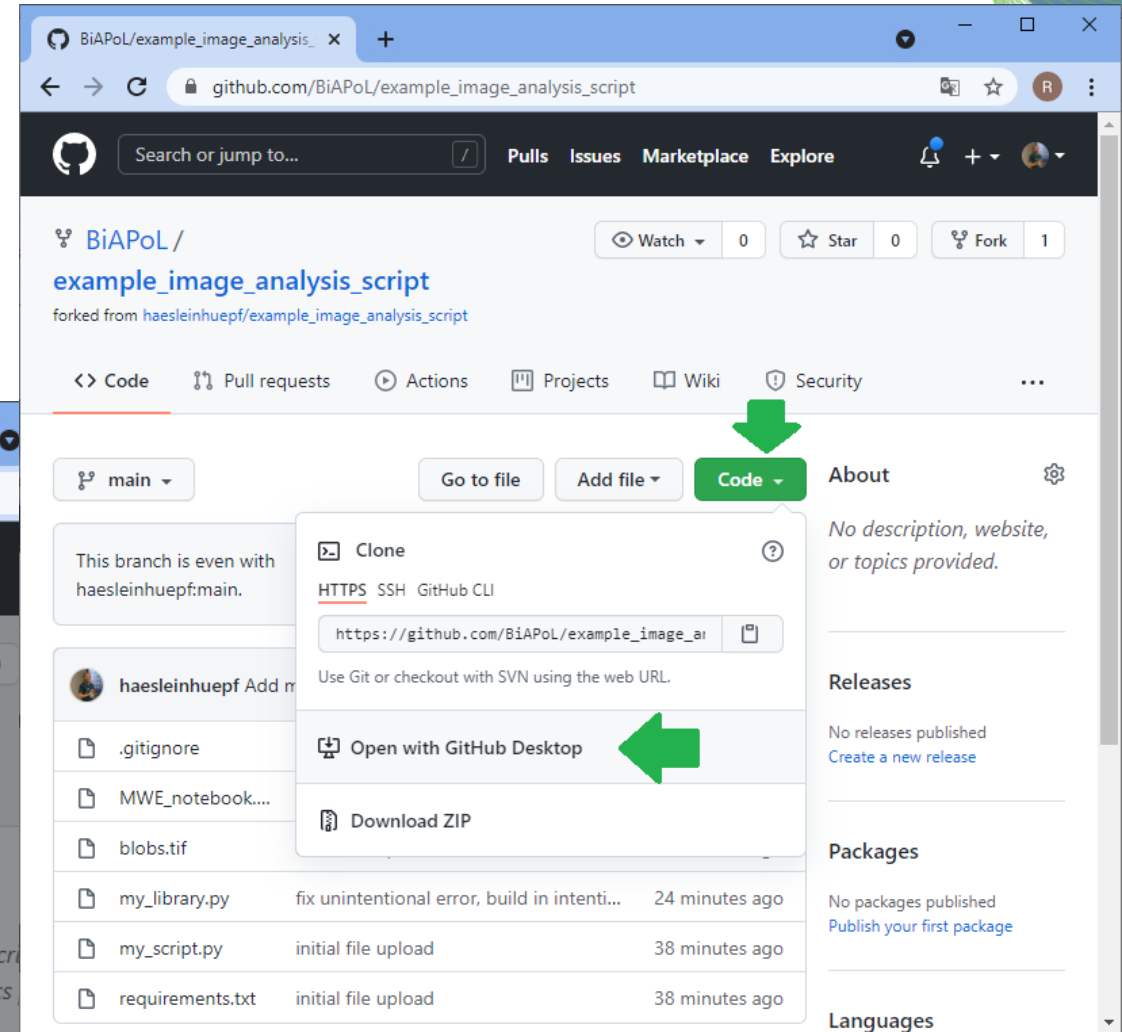 BiAPoL/example_image_analysis_
github.com/BiAPoL/example_image_analysis_script
R
Search or jump to...
/
Pulls Issues Marketplace Explore
BiAPoL /
example_image_analysis_script
forked from haesleinhuepf/example_image_analysis_script
Watch 0
Star 0
Fork 1
<> Code
Pull requests
Actions
Projects
Wiki
Security
...
main
Go to file
Add file
Code
This branch is even with
haesleinhuepf:main.
Clone
HTTPS SSH GitHub CLI
https://github.com/BiAPoL/example_image_ar
Use Git or checkout with SVN using the web URL.
Open with GitHub Desktop
Download ZIP
haesleinhuepf Add m
.gitignore
MWE_notebook....
blobs.tif
my_library.py fix unintentional error, build in intenti... 24 minutes ago
my_script.py initial file upload 38 minutes ago
requirements.txt initial file upload 38 minutes ago
About
No description, website,
or topics provided.
Releases
No releases published
Create a new release
Packages
No packages published
Publish your first package
Languages